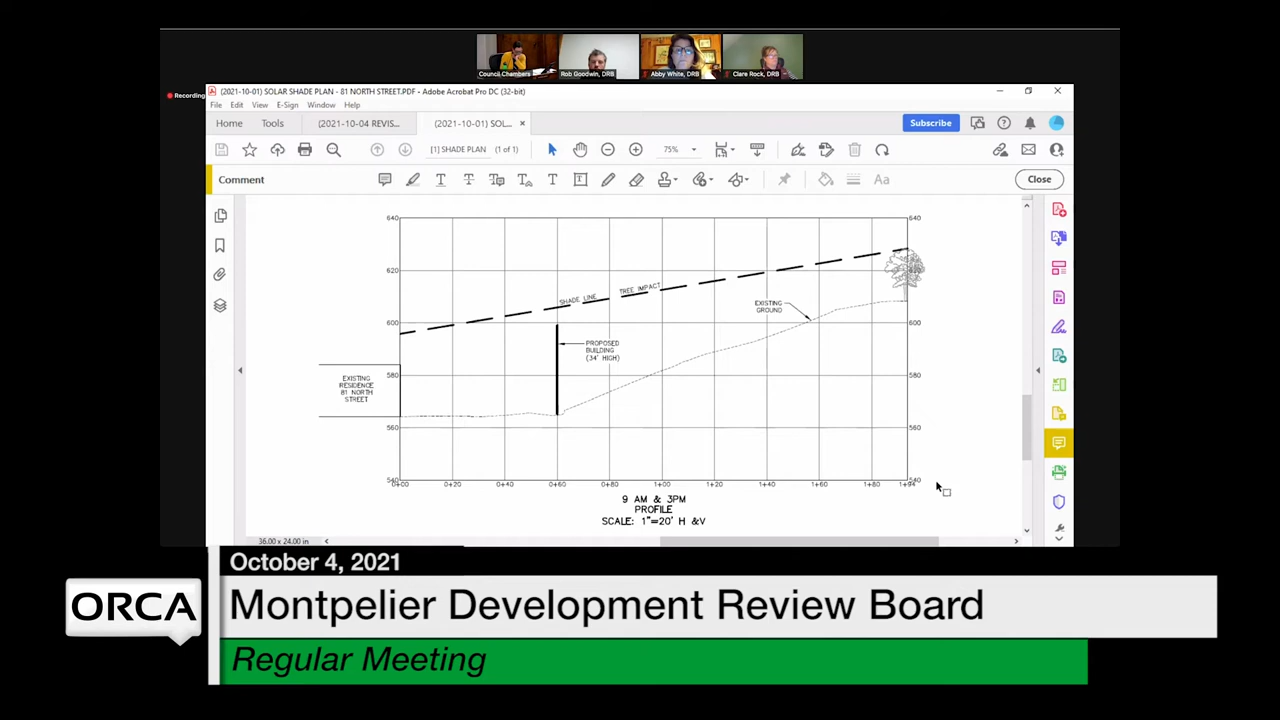 Council Chambers
Rob Goodwin, DRB
Abby White, DRB
Clare Rock, DRB
Recording
(2021-10-01) SOLAR SHADE PLAN - 81 NORTH STREET.PDF - Adobe Acrobat Pro DC (32-bit)
File Edit View E-Sign Window Help
Home Tools (2021-10-04 REVIS... (2021-10-01) SOL... ×
Subscribe
[1] SHADE PLAN (1 of 1)
75%
Comment
Aa
Close
640 640
620 620
SHADE LINE TREE IMPACT
EXISTING
GROUND
600 600
PROPOSED
BUILDING
(34' HIGH)
580 580
EXISTING
RESIDENCE
81 NORTH
STREET
560 560
540 540
0+00 0+20 0+40 0+60 0+80 1+00 1+20 1+40 1+60 1+80 1+94
9 AM & 3PM
PROFILE
SCALE: 1"=20' H &V
36.00 x 24.00 in
October 4, 2021
ORCA
Montpelier Development Review Board
Regular Meeting